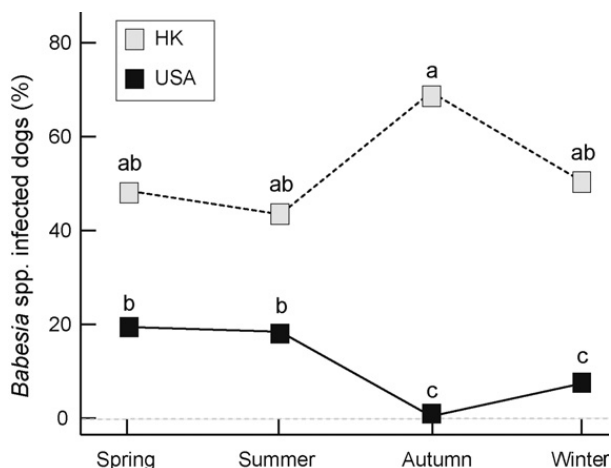 80
60
40
20
0
Babesia spp. infected dogs (%)
HK
USA
ab
ab
a
ab
b
b
c
c
Spring
Summer
Autumn
Winter